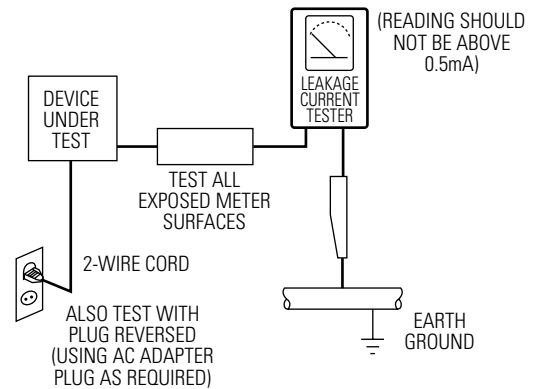 (READING SHOULD
NOT BE ABOVE
0.5mA)
LEAKAGE
CURRENT
TESTER
DEVICE
UNDER
TEST
TEST ALL
EXPOSED METER
SURFACES
2-WIRE CORD
ALSO TEST WITH
PLUG REVERSED
(USING AC ADAPTER
PLUG AS REQUIRED)
EARTH
GROUND